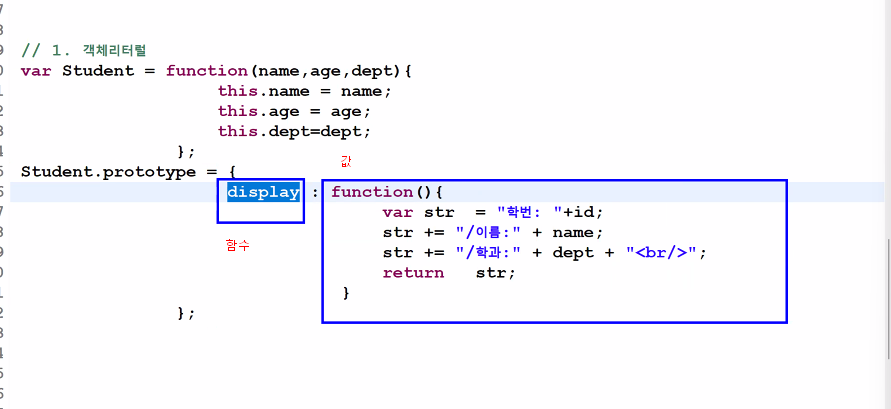 // 1. 객체리터럴
var Student = function(name,age,dept){
this.name = name;
this.age = age;
this.dept=dept;
};
값
Student.prototype = {
display : function(){
var str = "학번: "+id;
함수
str += "/이름:" + name;
str += "/학과:" + dept + "<br/>";
return str;
}
};